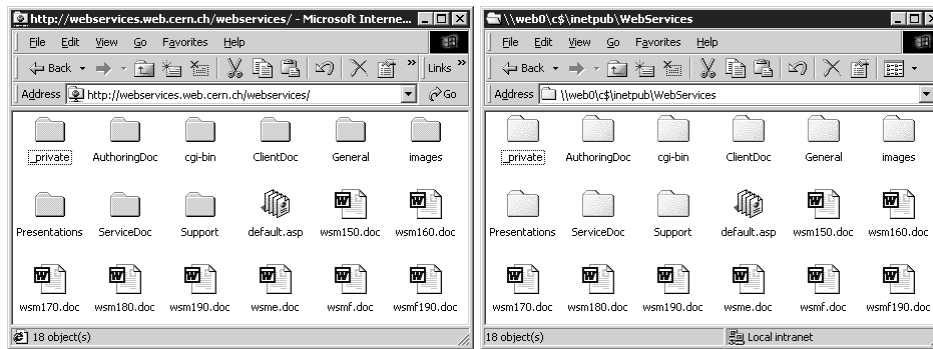 http://webservices.web.cern.ch/webservices/ - Microsoft Interne...
File Edit View Go Favorites Help
Back
Links
Address http://webservices.web.cern.ch/webservices/ Go
_private AuthoringDoc cgi-bin ClientDoc General images
Presentations ServiceDoc Support default.asp wsm150.doc wsm160.doc
wsm170.doc wsm180.doc wsm190.doc wsme.doc wsmf.doc wsmf190.doc
18 object(s)
\\web0\c$\inetpub\WebServices
File Edit View Go Favorites Help
Back
Address \\web0\c$\inetpub\WebServices
_private AuthoringDoc cgi-bin ClientDoc General images
Presentations ServiceDoc Support default.asp wsm150.doc wsm160.doc
wsm170.doc wsm180.doc wsm190.doc wsme.doc wsmf.doc wsmf190.doc
18 object(s) Local intranet